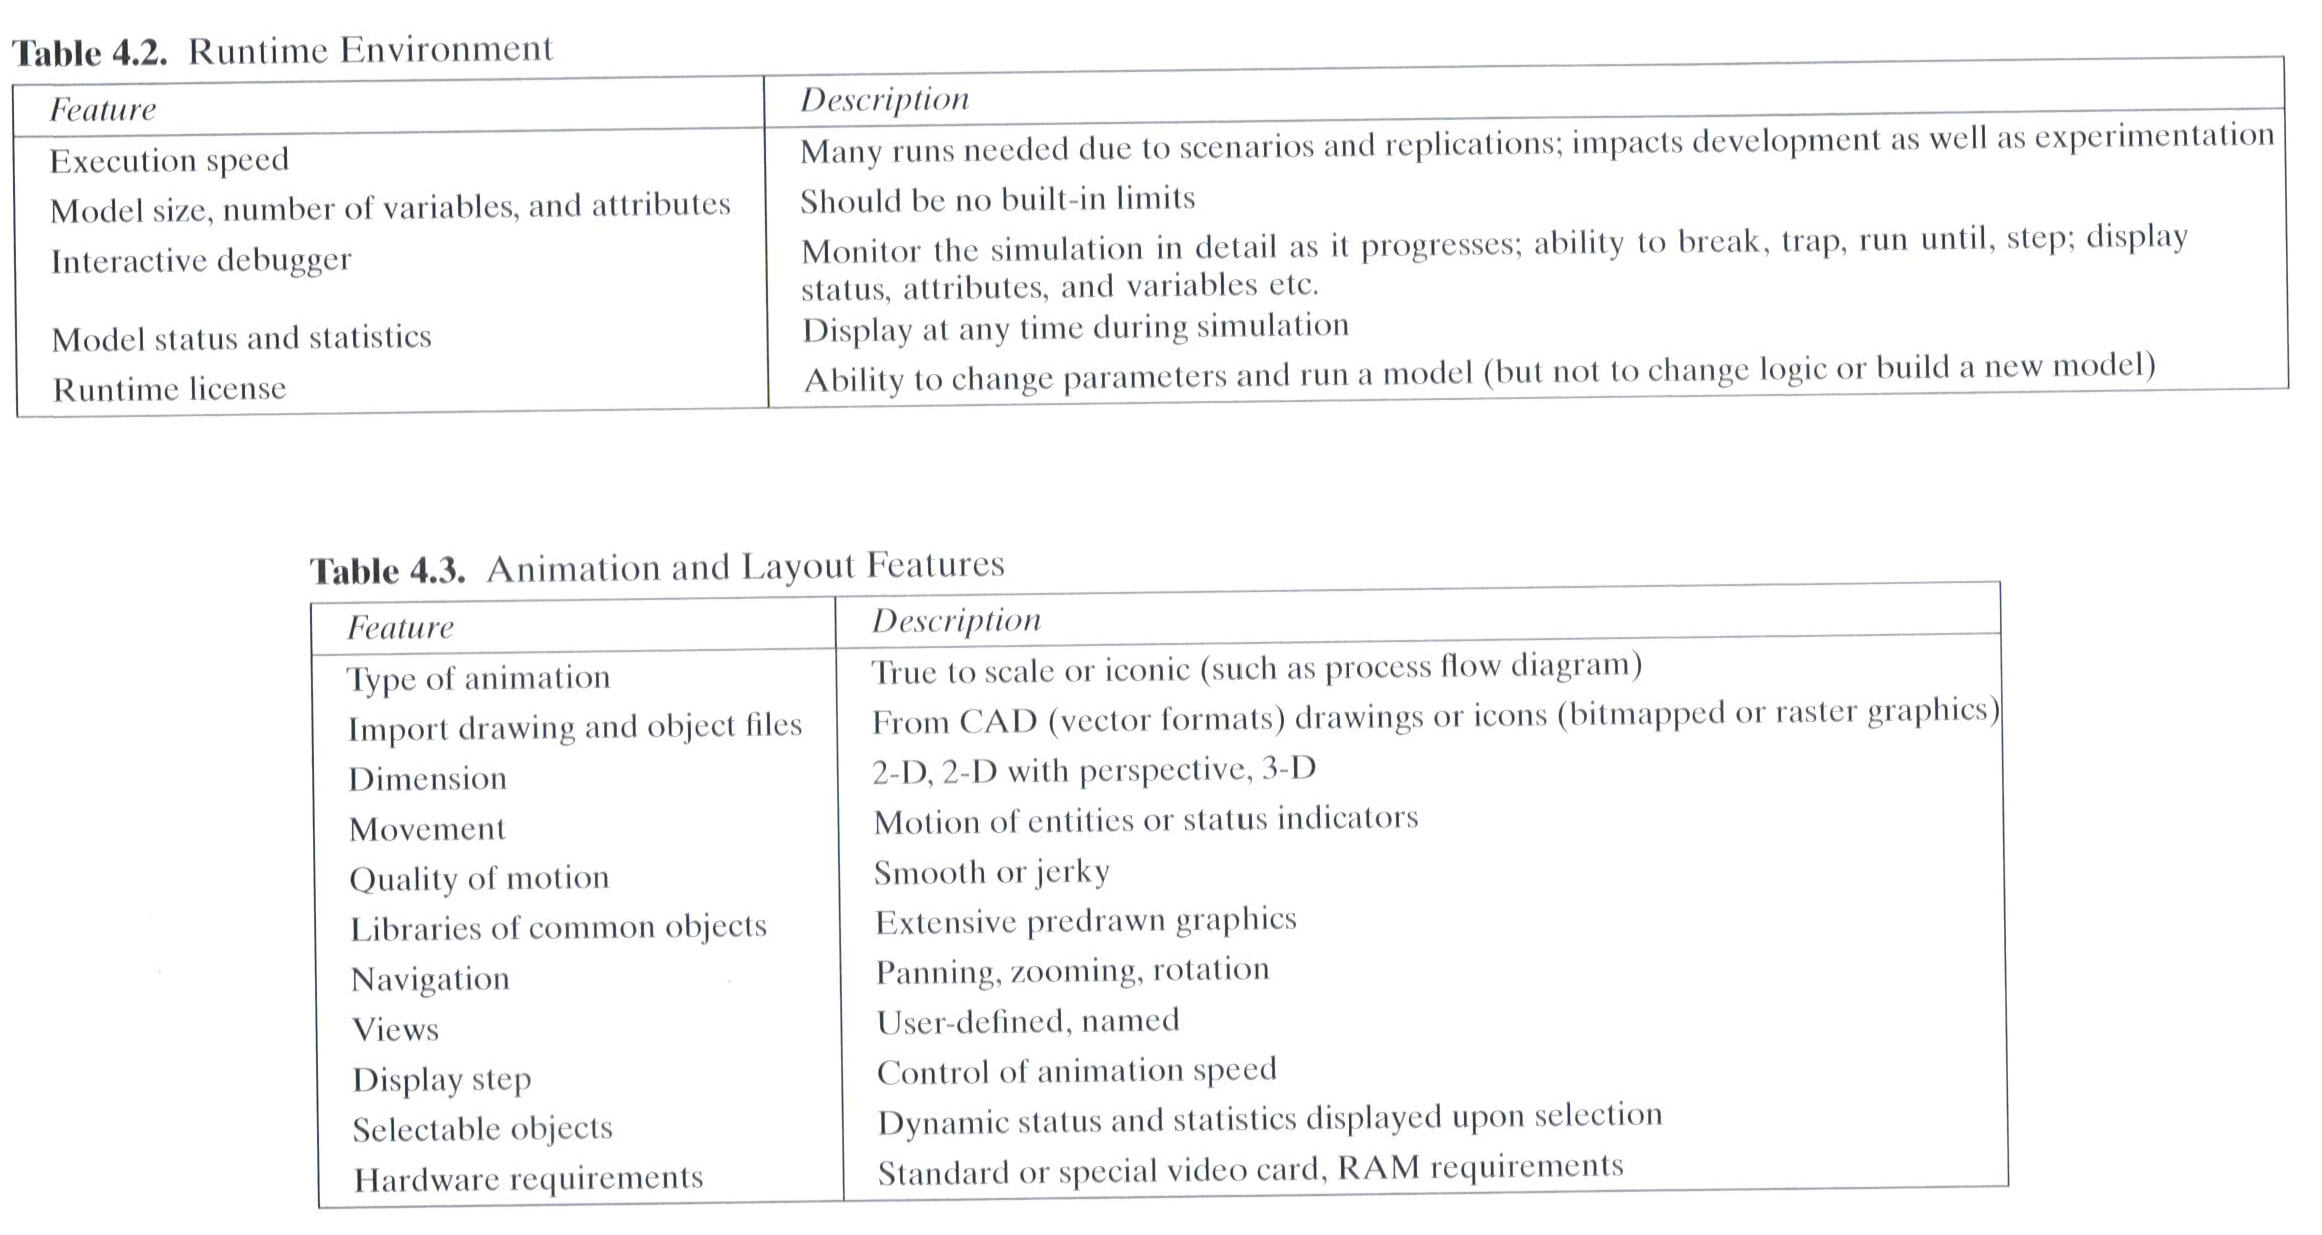 Table 4.2. Runtime Environment
Feature Description
Execution speed Many runs needed due to scenarios and replications; impacts development as well as experimentation
Model size, number of variables, and attributes Should be no built-in limits
Interactive debugger Monitor the simulation in detail as it progresses; ability to break, trap, run until, step; display
status, attributes, and variables etc.
Model status and statistics Display at any time during simulation
Runtime license Ability to change parameters and run a model (but not to change logic or build a new model)
Table 4.3. Animation and Layout Features
Feature Description
Type of animation True to scale or iconic (such as process flow diagram)
Import drawing and object files From CAD (vector formats) drawings or icons (bitmapped or raster graphics)
Dimension 2-D, 2-D with perspective, 3-D
Movement Motion of entities or status indicators
Quality of motion Smooth or jerky
Libraries of common objects Extensive predrawn graphics
Navigation Panning, zooming, rotation
Views User-defined, named
Display step Control of animation speed
Selectable objects Dynamic status and statistics displayed upon selection
Hardware requirements Standard or special video card, RAM requirements